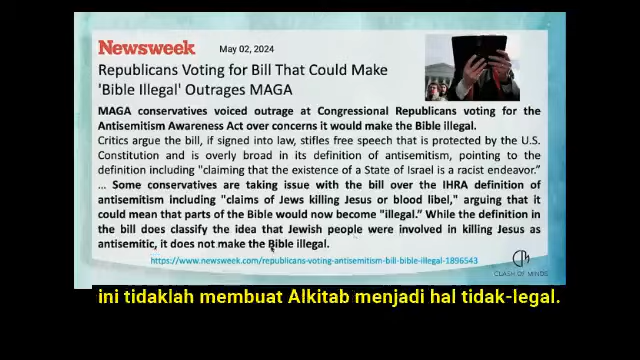 Newsweek May 02, 2024
Republicans Voting for Bill That Could Make
'Bible Illegal' Outrages MAGA
MAGA conservatives voiced outrage at Congressional Republicans voting for the
Antisemitism Awareness Act over concerns it would make the Bible illegal.
Critics argue the bill, if signed into law, stifles free speech that is protected by the U.S.
Constitution and is overly broad in its definition of antisemitism, pointing to the
definition including "claiming that the existence of a State of Israel is a racist endeavor."
... Some conservatives are taking issue with the bill over the IHRA definition of
antisemitism including "claims of Jews killing Jesus or blood libel," arguing that it
could mean that parts of the Bible would now become "illegal." While the definition in
the bill does classify the idea that Jewish people were involved in killing Jesus as
antisemitic, it does not make the Bible illegal.
https://www.newsweek.com/republicans-voting-antisemitism-bill-bible-illegal-1896543
CLASH OF MINDS
ini tidaklah membuat Alkitab menjadi hal tidak-legal.